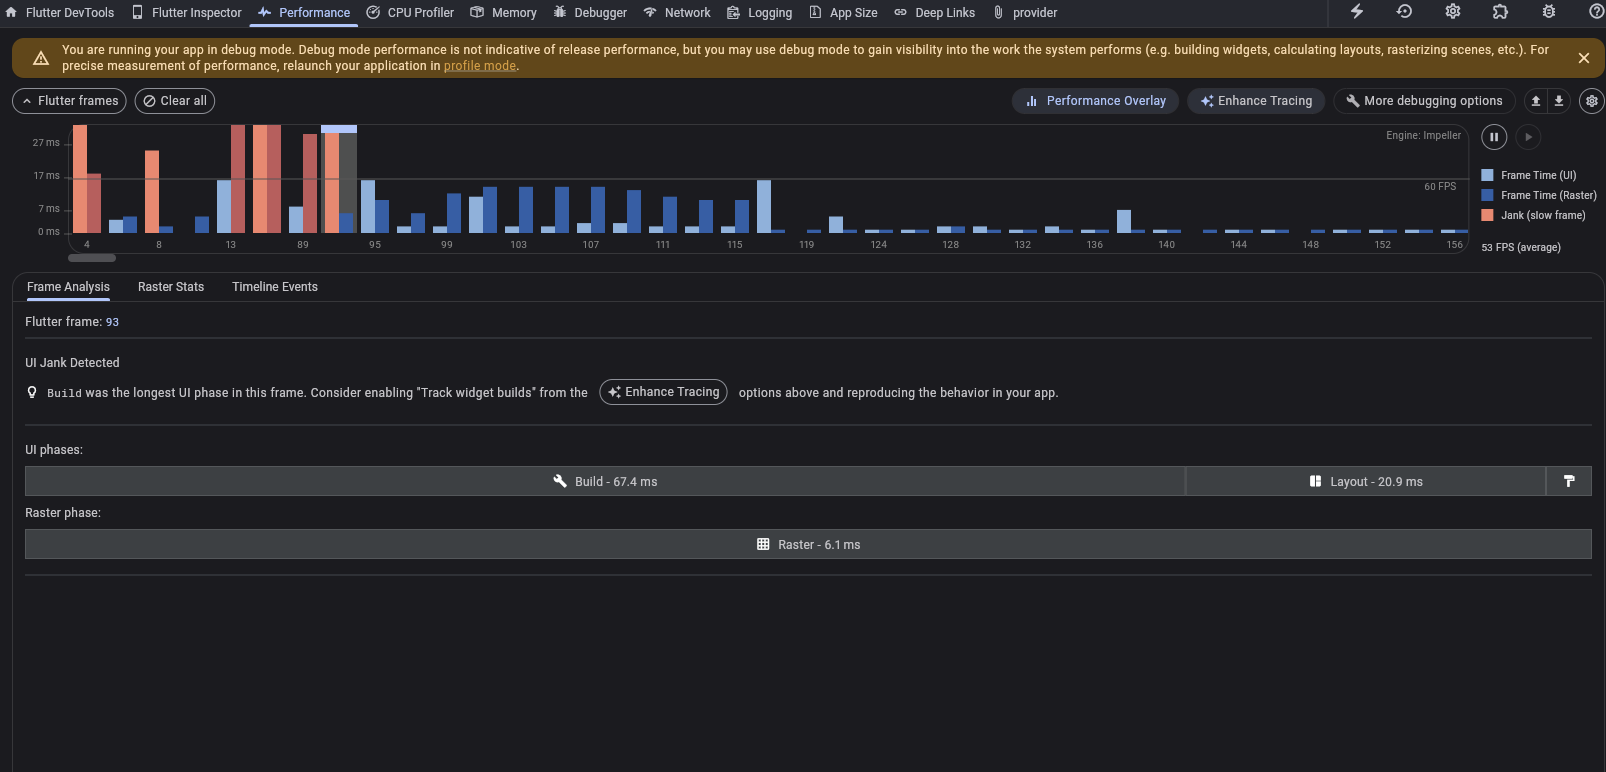 Flutter DevTools
Flutter Inspector
Performance
CPU Profiler
Memory
Debugger
Network
Logging
App Size
Deep Links
provider
You are running your app in debug mode. Debug mode performance is not indicative of release performance, but you may use debug mode to gain visibility into the work the system performs (e.g. building widgets, calculating layouts, rasterizing scenes, etc.). For
precise measurement of performance, relaunch your application in profile mode.
Flutter frames
Clear all
Performance Overlay
Enhance Tracing
More debugging options
27 ms
17 ms
7 ms
0 ms
Engine: Impeller
60 FPS
4 8 13 89 95 99 103 107 111 115 119 124 128 132 136 140 144 148 152 156
Frame Time (UI)
Frame Time (Raster)
Jank (slow frame)
53 FPS (average)
Frame Analysis
Raster Stats
Timeline Events
Flutter frame: 93
UI Jank Detected
Build was the longest UI phase in this frame. Consider enabling "Track widget builds" from the Enhance Tracing options above and reproducing the behavior in your app.
UI phases:
Build - 67.4 ms
Layout - 20.9 ms
Raster phase:
Raster - 6.1 ms